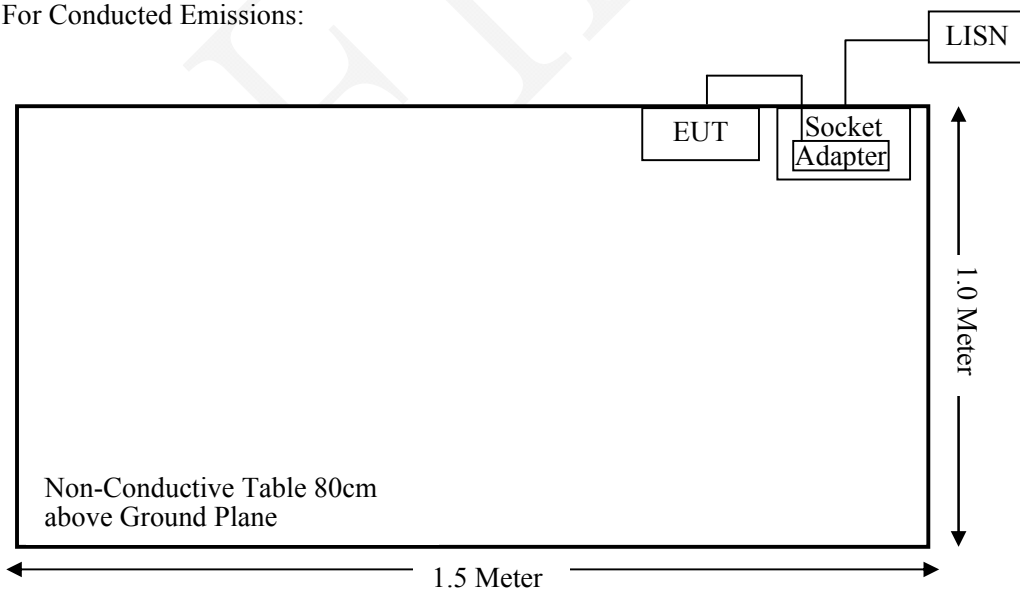 For Conducted Emissions:
LISN
EUT
Socket
Adapter
1.0 Meter
Non-Conductive Table 80cm
above Ground Plane
1.5 Meter